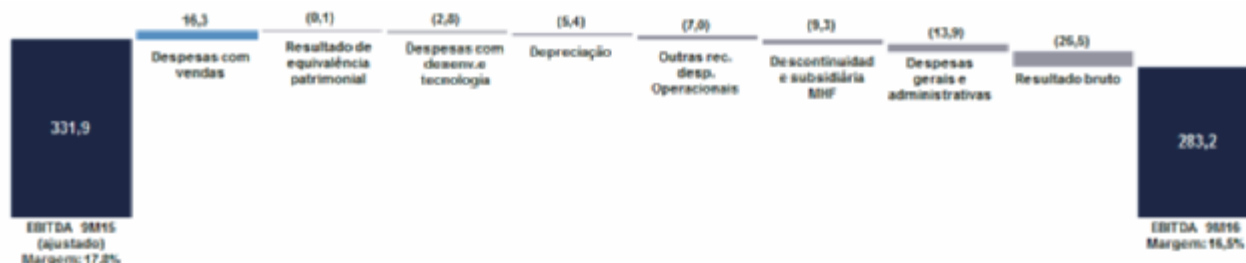 16,3
(0,1)
(2,8)
(5,4)
(7,0)
(9,3)
(13,9)
(26,5)
Despesas com
vendas
Resultado de
equivalência
patrimonial
Despesas com
desenv.e
tecnologia
Depreciação
Outras rec.
desp.
Operacionais
Descontinuidad
e subsidiária
MHF
Despesas
gerais e
administrativas
Resultado bruto
331,9
283,2
EBITDA 9M15
(ajustado)
Margem: 17,8%
EBITDA 9M16
Margem: 16,5%